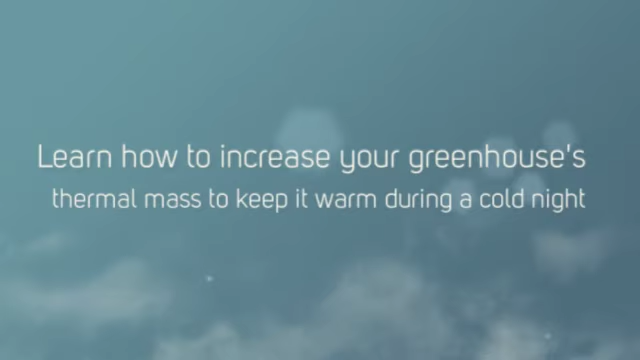 Learn how to increase your greenhouse's
thermal mass to keep it warm during a cold night